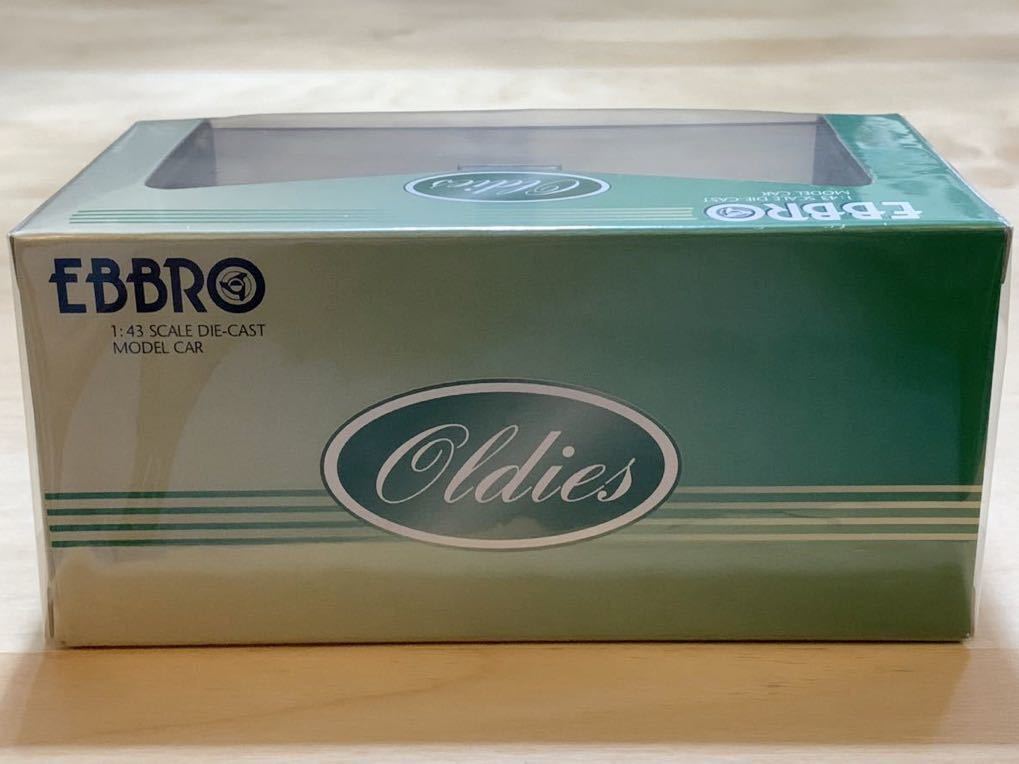 Oldies
EBBRO
1:43 SCALE DIE-CAST
MODEL CAR
EBBRO
1:43 SCALE DIE-CAST
MODEL CAR
Oldies